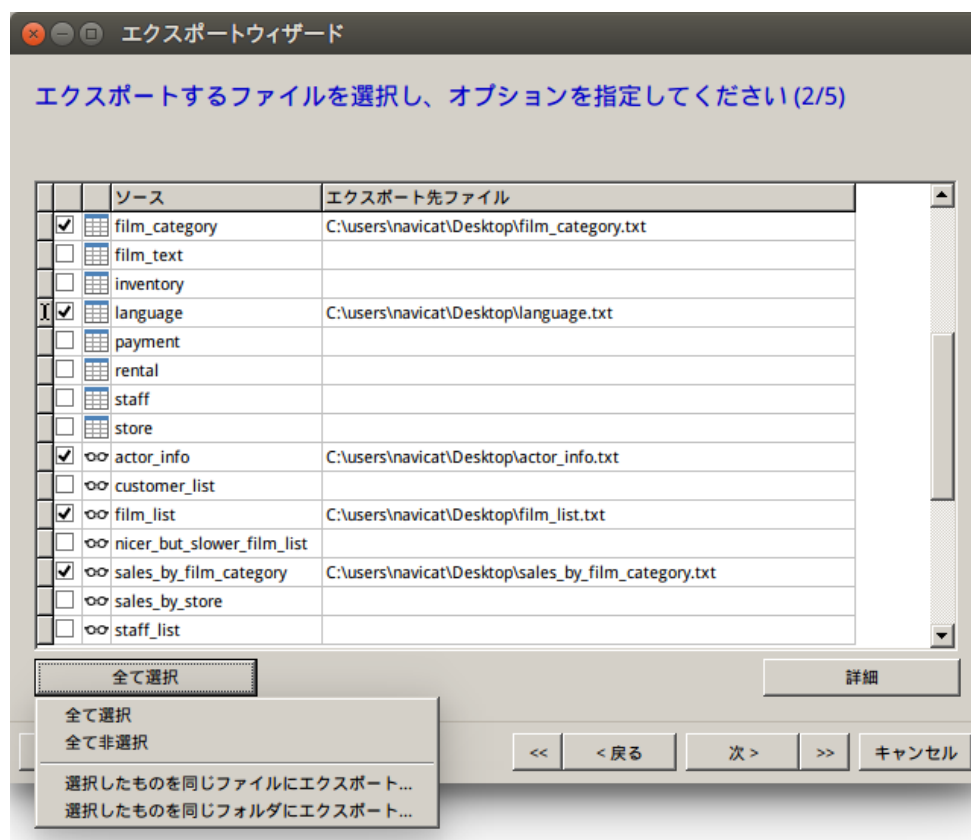 エクスポートウィザード
エクスポートするファイルを選択し、オプションを指定してください (2/5)
ソース エクスポート先ファイル
film_category C:\users\navicat\Desktop\film_category.txt
film_text
inventory
language C:\users\navicat\Desktop\language.txt
payment
rental
staff
store
actor_info C:\users\navicat\Desktop\actor_info.txt
customer_list
film_list C:\users\navicat\Desktop\film_list.txt
nicer_but_slower_film_list
sales_by_film_category C:\users\navicat\Desktop\sales_by_film_category.txt
sales_by_store
staff_list
全て選択 詳細
全て選択
全て非選択
<< < 戻る 次 > >> キャンセル
選択したものを同じファイルにエクスポート...
選択したものを同じフォルダにエクスポート...